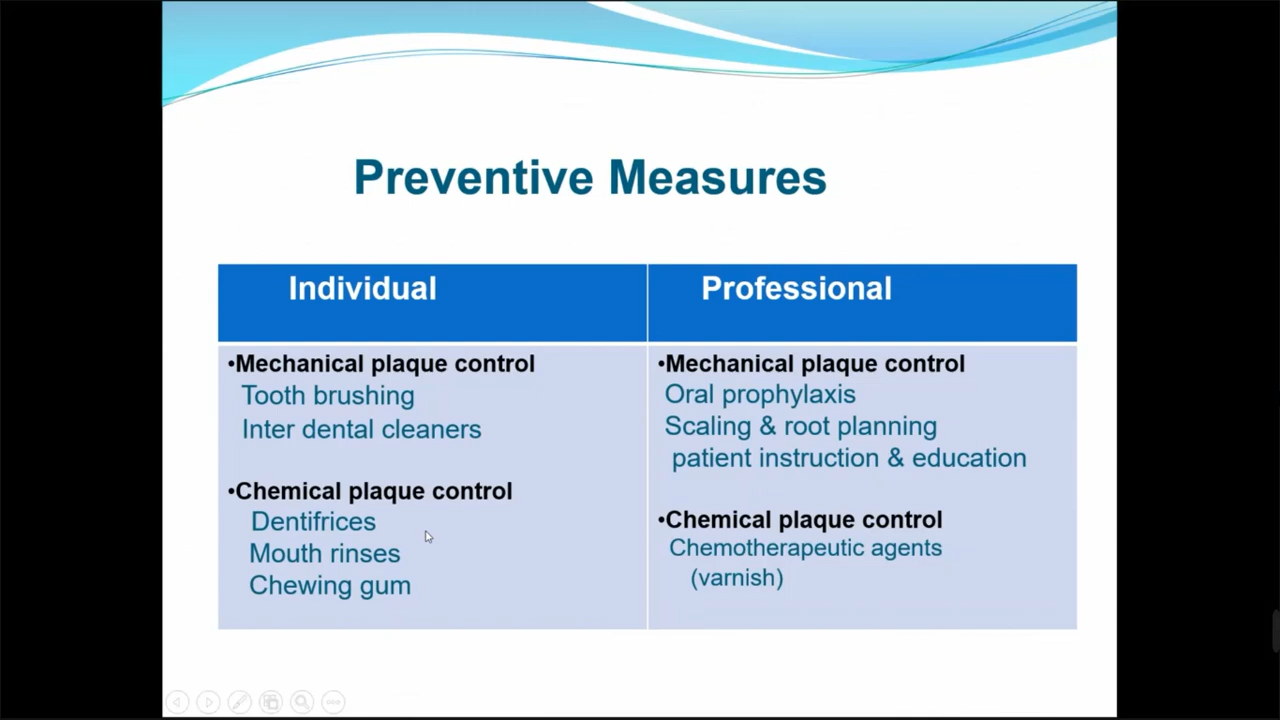 Preventive Measures
Individual
Professional
•Mechanical plaque control
Tooth brushing
Inter dental cleaners
•Chemical plaque control
Dentifrices
Mouth rinses
Chewing gum
•Mechanical plaque control
Oral prophylaxis
Scaling & root planning
patient instruction & education
•Chemical plaque control
Chemotherapeutic agents
(varnish)